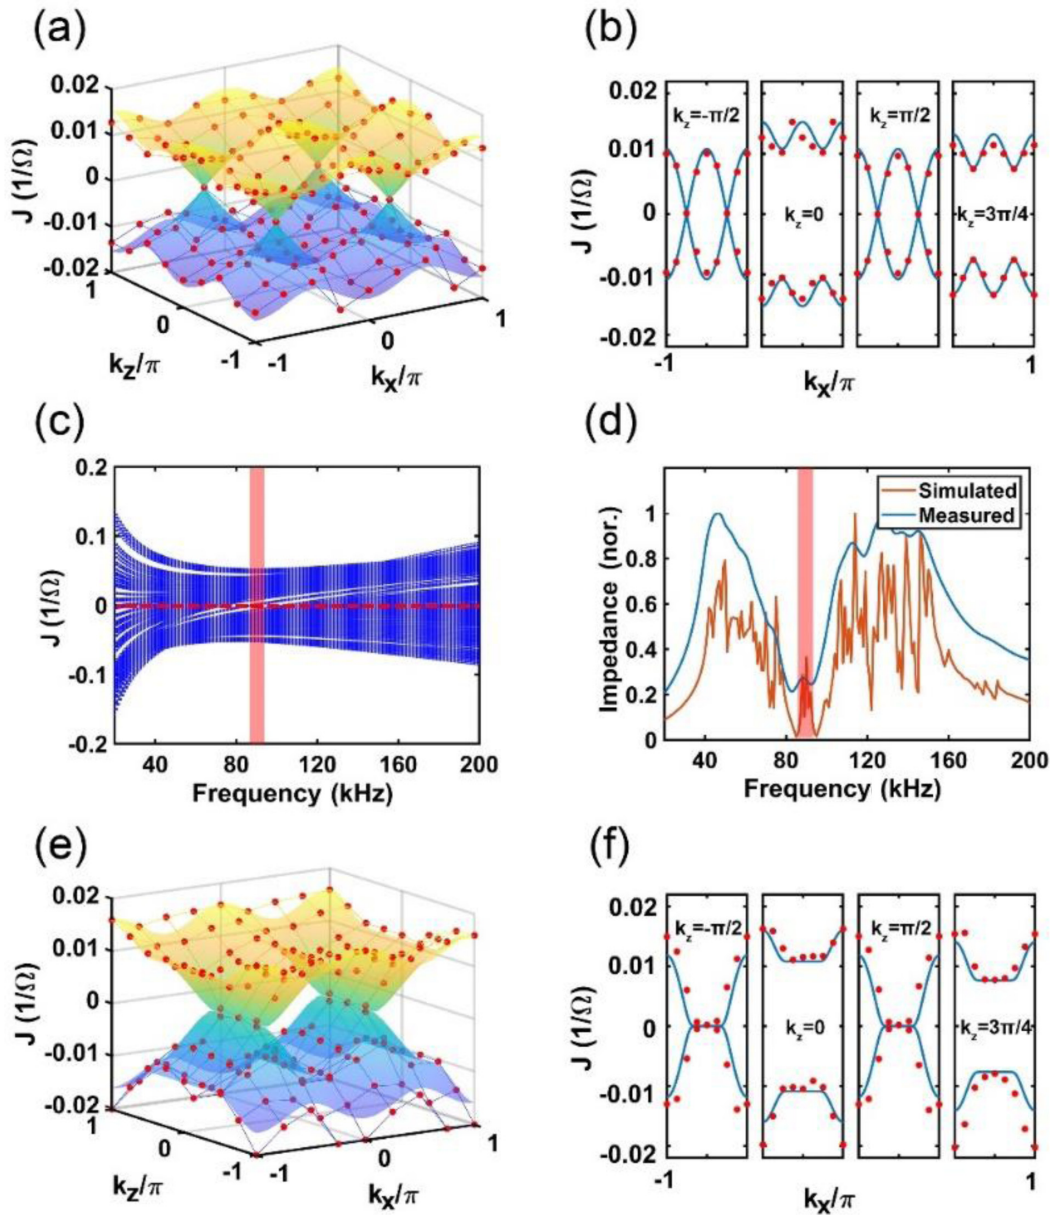 (a)
0.02
0.01
0
-0.01
-0.02
J (1/Ω)
1
0
-1
k_z/π
-1
0
1
k_x/π
(b)
0.02
0.01
0
-0.01
-0.02
J (1/Ω)
k_z=-π/2
k_z=0
k_z=π/2
k_z=3π/4
-1
1
k_x/π
(c)
0.2
0.1
0
-0.1
-0.2
J (1/Ω)
40
80
120
160
200
Frequency (kHz)
(d)
Simulated
Measured
1
0.8
0.6
0.4
0.2
0
Impedance (nor.)
40
80
120
160
200
Frequency (kHz)
(e)
0.02
0.01
0
-0.01
-0.02
J (1/Ω)
1
0
-1
k_z/π
-1
0
1
k_x/π
(f)
0.02
0.01
0
-0.01
-0.02
J (1/Ω)
k_z=-π/2
k_z=0
k_z=π/2
k_z=3π/4
-1
1
k_x/π